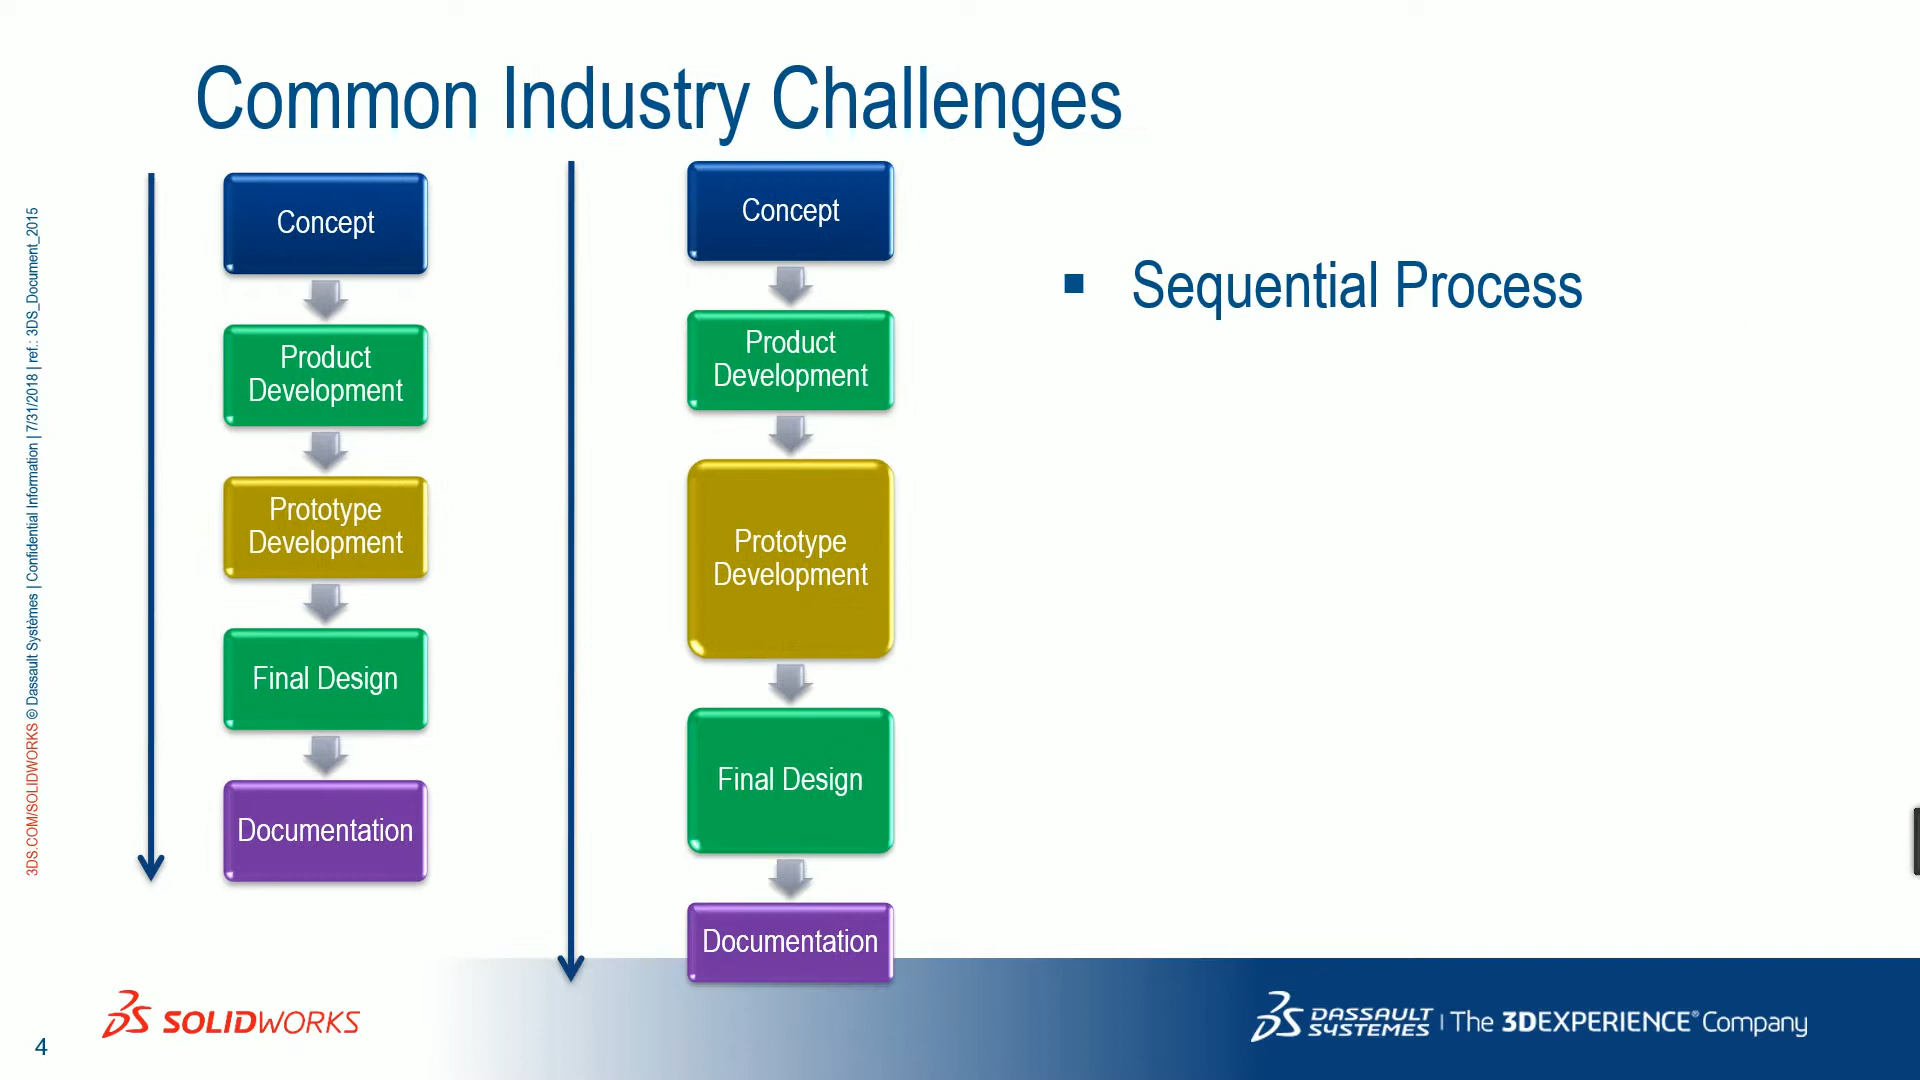 Common Industry Challenges
Concept
Product
Development
Prototype
Development
Final Design
Documentation
Concept
Product
Development
Prototype
Development
Final Design
Documentation
▪ Sequential Process
3DS.COM/SOLIDWORKS © Dassault Systèmes | Confidential Information | 7/31/2018 | ref.: 3DS_Document_2015
4
SOLIDWORKS
DASSAULT
SYSTEMES | The 3DEXPERIENCE® Company